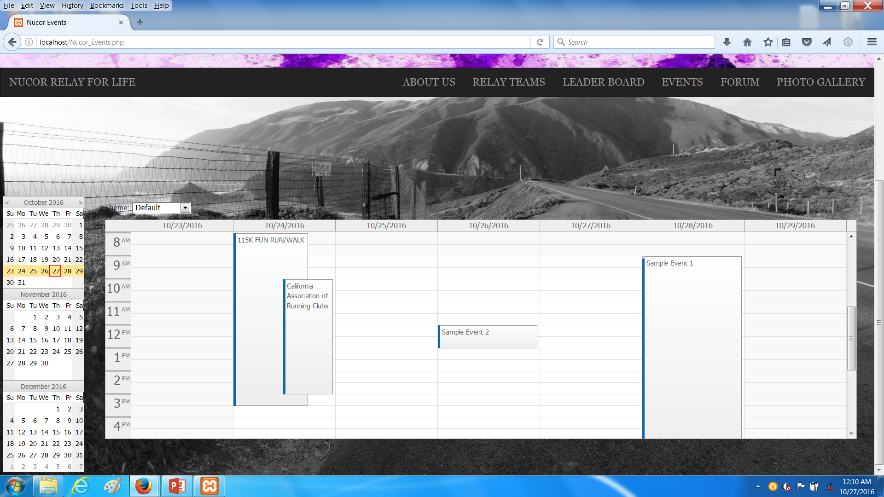 File Edit View History Bookmarks Tools Help
Nucor Events
localhost/Nucor_Events.php
Search
NUCOR RELAY FOR LIFE ABOUT US RELAY TEAMS LEADER BOARD EVENTS FORUM PHOTO GALLERY
< October 2016 »
Su Mo Tu We Th Fr Sa
25 26 27 28 29 30 1
2 3 4 5 6 7 8
9 10 11 12 13 14 15
16 17 18 19 20 21 22
23 24 25 26 27 28 29
30 31
November 2016
Su Mo Tu We Th Fr Sa
1 2 3 4 5
6 7 8 9 10 11 12
13 14 15 16 17 18 19
20 21 22 23 24 25 26
27 28 29 30
December 2016
Su Mo Tu We Th Fr Sa
1 2 3
4 5 6 7 8 9 10
11 12 13 14 15 16 17
18 19 20 21 22 23 24
25 26 27 28 29 30 31
1 2 3 4 5 6 7
eme: Default
10/23/2016 10/24/2016 10/25/2016 10/26/2016 10/27/2016 10/28/2016 10/29/2016
8 AM
115K FUN RUN/WALK
9 AM
Sample Event 1
10 AM
California
Association of
Running Clubs
11 AM
12 PM
Sample Event 2
1 PM
2 PM
3 PM
4 PM
12:10 AM
10/27/2016